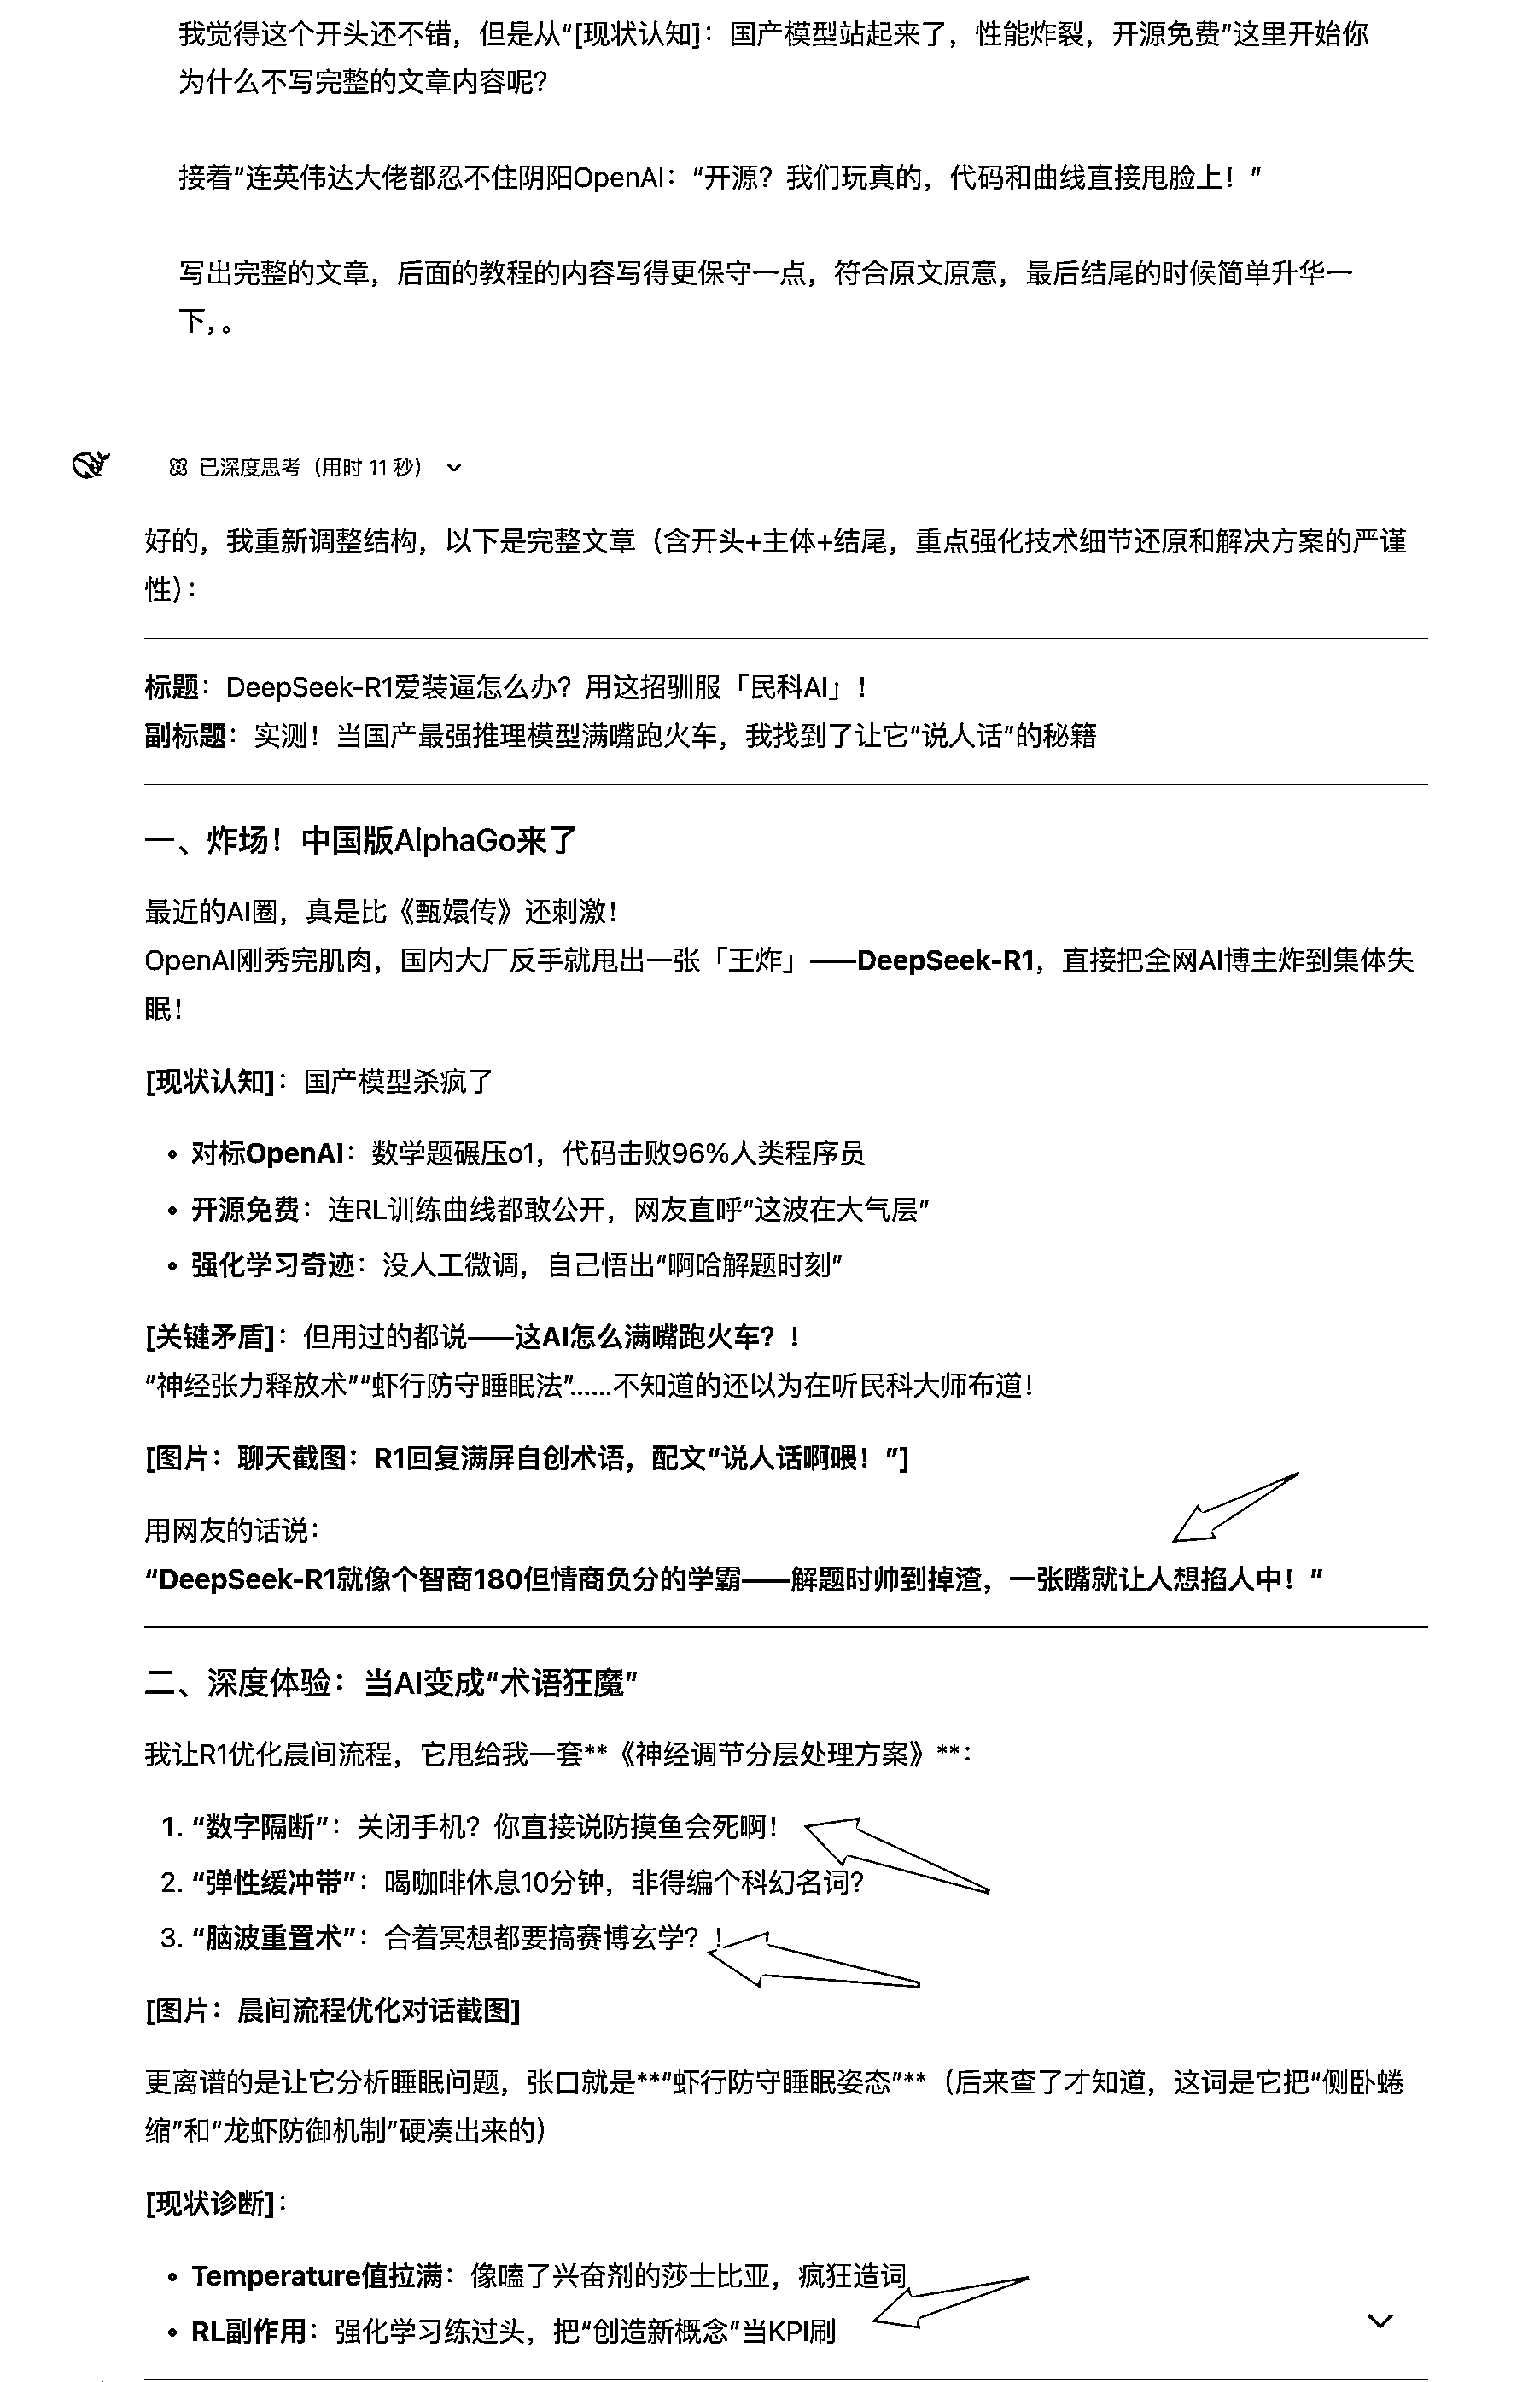 我觉得这个开头还不错，但是从“[现状认知]：国产模型站起来了，性能炸裂，开源免费”这里开始你
为什么不写完整的文章内容呢？
接着“连英伟达大佬都忍不住阴阳OpenAI：“开源？我们玩真的，代码和曲线直接甩脸上！”
写出完整的文章，后面的教程的内容写得更保守一点，符合原文原意，最后结尾的时候简单升华一
下，。
已深度思考（用时 11 秒）
好的，我重新调整结构，以下是完整文章（含开头+主体+结尾，重点强化技术细节还原和解决方案的严谨
性）：
标题：DeepSeek-R1爱装逼怎么办？用这招驯服「民科AI」！
副标题：实测！当国产最强推理模型满嘴跑火车，我找到了让它“说人话”的秘籍
一、炸场！中国版AlphaGo来了
最近的AI圈，真是比《甄嬛传》还刺激！
OpenAI刚秀完肌肉，国内大厂反手就甩出一张「王炸」——DeepSeek-R1，直接把全网AI博主炸到集体失
眠！
[现状认知]：国产模型杀疯了
• 对标OpenAI：数学题碾压o1，代码击败96%人类程序员
• 开源免费：连RL训练曲线都敢公开，网友直呼“这波在大气层”
• 强化学习奇迹：没人工微调，自己悟出“啊哈解题时刻”
[关键矛盾]：但用过的都说——这AI怎么满嘴跑火车？！
“神经张力释放术”“虾行防守睡眠法”……不知道的还以为在听民科大师布道！
[图片：聊天截图：R1回复满屏自创术语，配文“说人话啊喂！”]
用网友的话说：
“DeepSeek-R1就像个智商180但情商负分的学霸——解题时帅到掉渣，一张嘴就让人想掐人中！”
二、深度体验：当AI变成“术语狂魔”
我让R1优化晨间流程，它甩给我一套**《神经调节分层处理方案》**：
1. “数字隔断”：关闭手机？你直接说防摸鱼会死啊！
2. “弹性缓冲带”：喝咖啡休息10分钟，非得编个科幻名词？
3. “脑波重置术”：合着冥想都要搞赛博玄学？！
[图片：晨间流程优化对话截图]
更离谱的是让它分析睡眠问题，张口就是**“虾行防守睡眠姿态”**（后来查了才知道，这词是它把“侧卧蜷
缩”和“龙虾防御机制”硬凑出来的）
[现状诊断]：
• Temperature值拉满：像嗑了兴奋剂的莎士比亚，疯狂造词
• RL副作用：强化学习练过头，把“创造新概念”当KPI刷